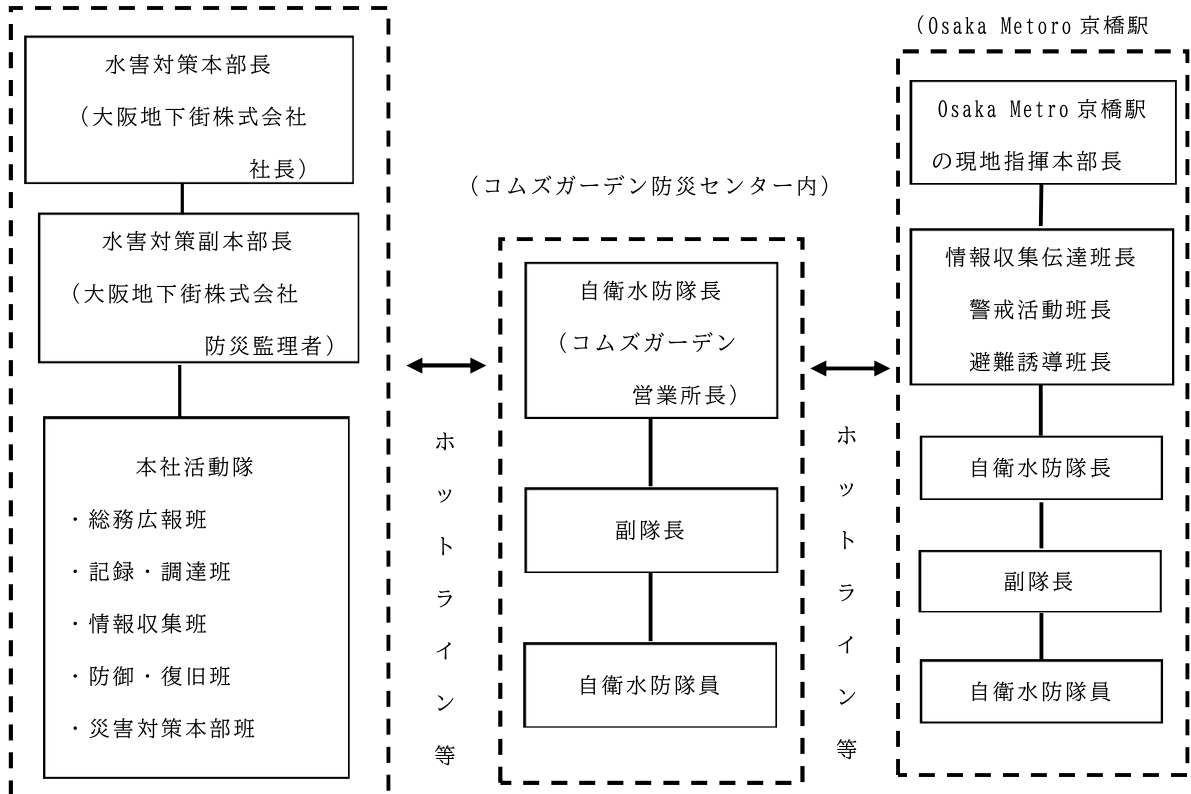 水害対策本部長
（大阪地下街株式会社
社長）
水害対策副本部長
（大阪地下街株式会社
防災監理者）
本社活動隊
・総務広報班
・記録・調達班
・情報収集班
・防御・復旧班
・災害対策本部班
ホットライン等
（コムズガーデン防災センター内）
自衛水防隊長
（コムズガーデン
営業所長）
副隊長
自衛水防隊員
ホットライン等
（Osaka Metoro 京橋駅
Osaka Metro 京橋駅
の現地指揮本部長
情報収集伝達班長
警戒活動班長
避難誘導班長
自衛水防隊長
副隊長
自衛水防隊員